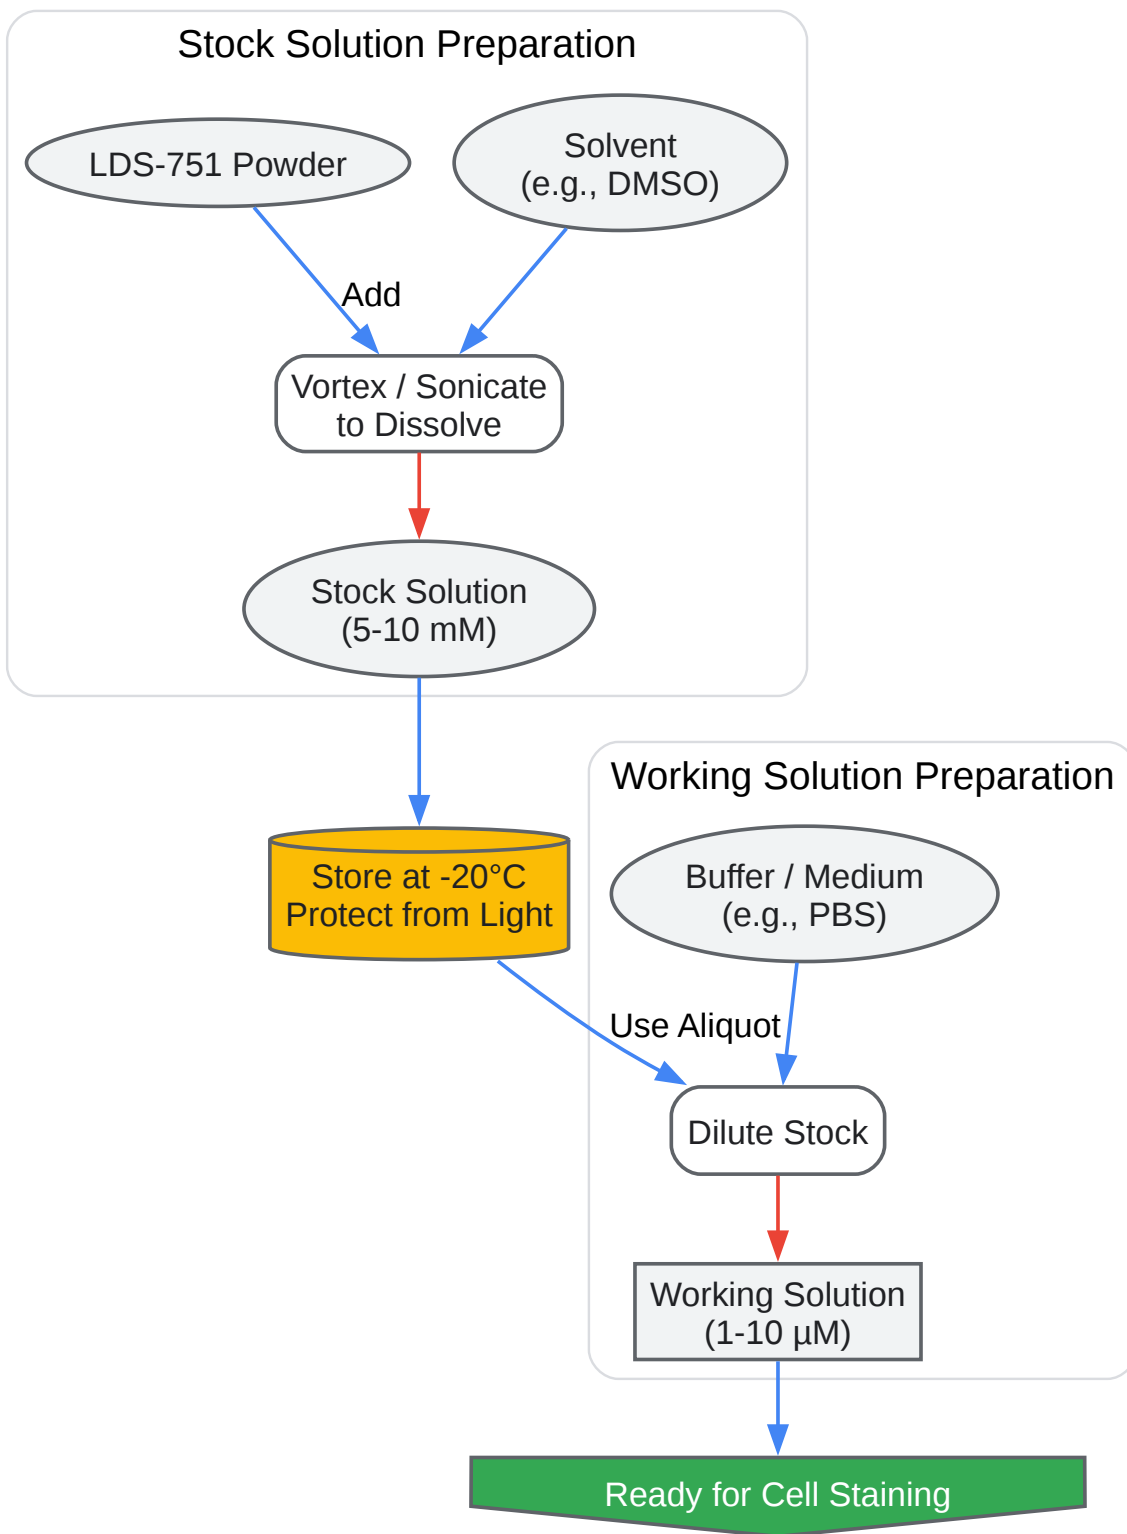 Stock Solution Preparation
LDS-751 Powder
Solvent
(e.g., DMSO)
Add
Vortex / Sonicate
to Dissolve
Stock Solution
(5-10 mM)
Working Solution Preparation
Store at -20°C
Protect from Light
Buffer / Medium
(e.g., PBS)
Use Aliquot
Dilute Stock
Working Solution
(1-10 µM)
Ready for Cell Staining